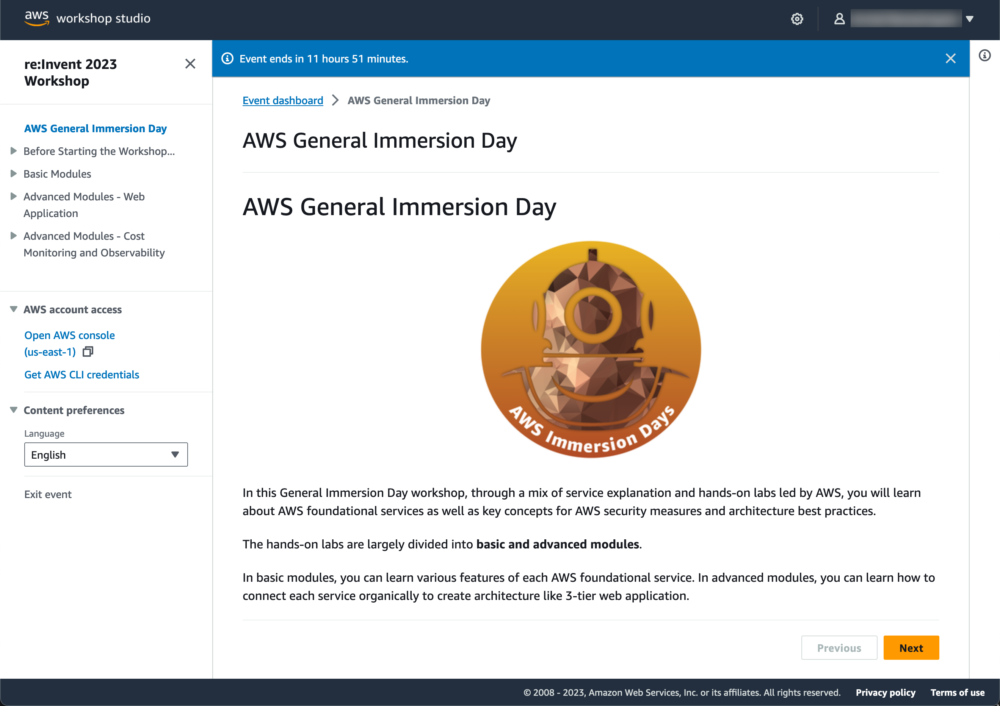 aws workshop studio
re:Invent 2023
Workshop
AWS General Immersion Day
Before Starting the Workshop...
Basic Modules
Advanced Modules - Web
Application
Advanced Modules - Cost
Monitoring and Observability
AWS account access
Open AWS console
(us-east-1)
Get AWS CLI credentials
Content preferences
Language
English
Exit event
Event ends in 11 hours 51 minutes.
Event dashboard > AWS General Immersion Day
AWS General Immersion Day
AWS General Immersion Day
AWS Immersion Days
In this General Immersion Day workshop, through a mix of service explanation and hands-on labs led by AWS, you will learn
about AWS foundational services as well as key concepts for AWS security measures and architecture best practices.
The hands-on labs are largely divided into basic and advanced modules.
In basic modules, you can learn various features of each AWS foundational service. In advanced modules, you can learn how to
connect each service organically to create architecture like 3-tier web application.
Previous Next
© 2008 - 2023, Amazon Web Services, Inc. or its affiliates. All rights reserved. Privacy policy Terms of use